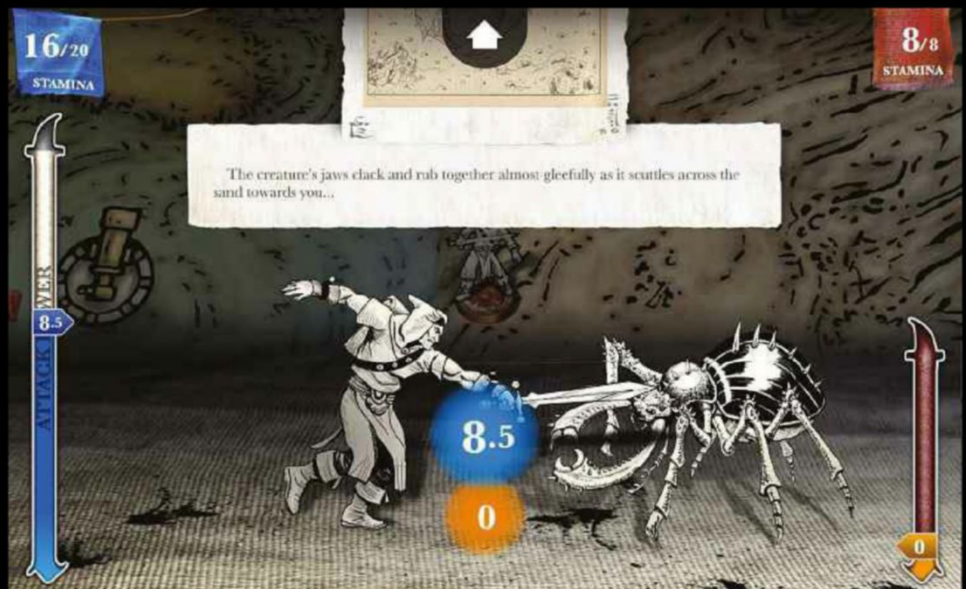 16/20
STAMINA
8/8
STAMINA
The creature's jaws clack and rub together almost gleefully as it scuttles across the
sand towards you...
WER
8.5
ATTACK
8.5
0
0